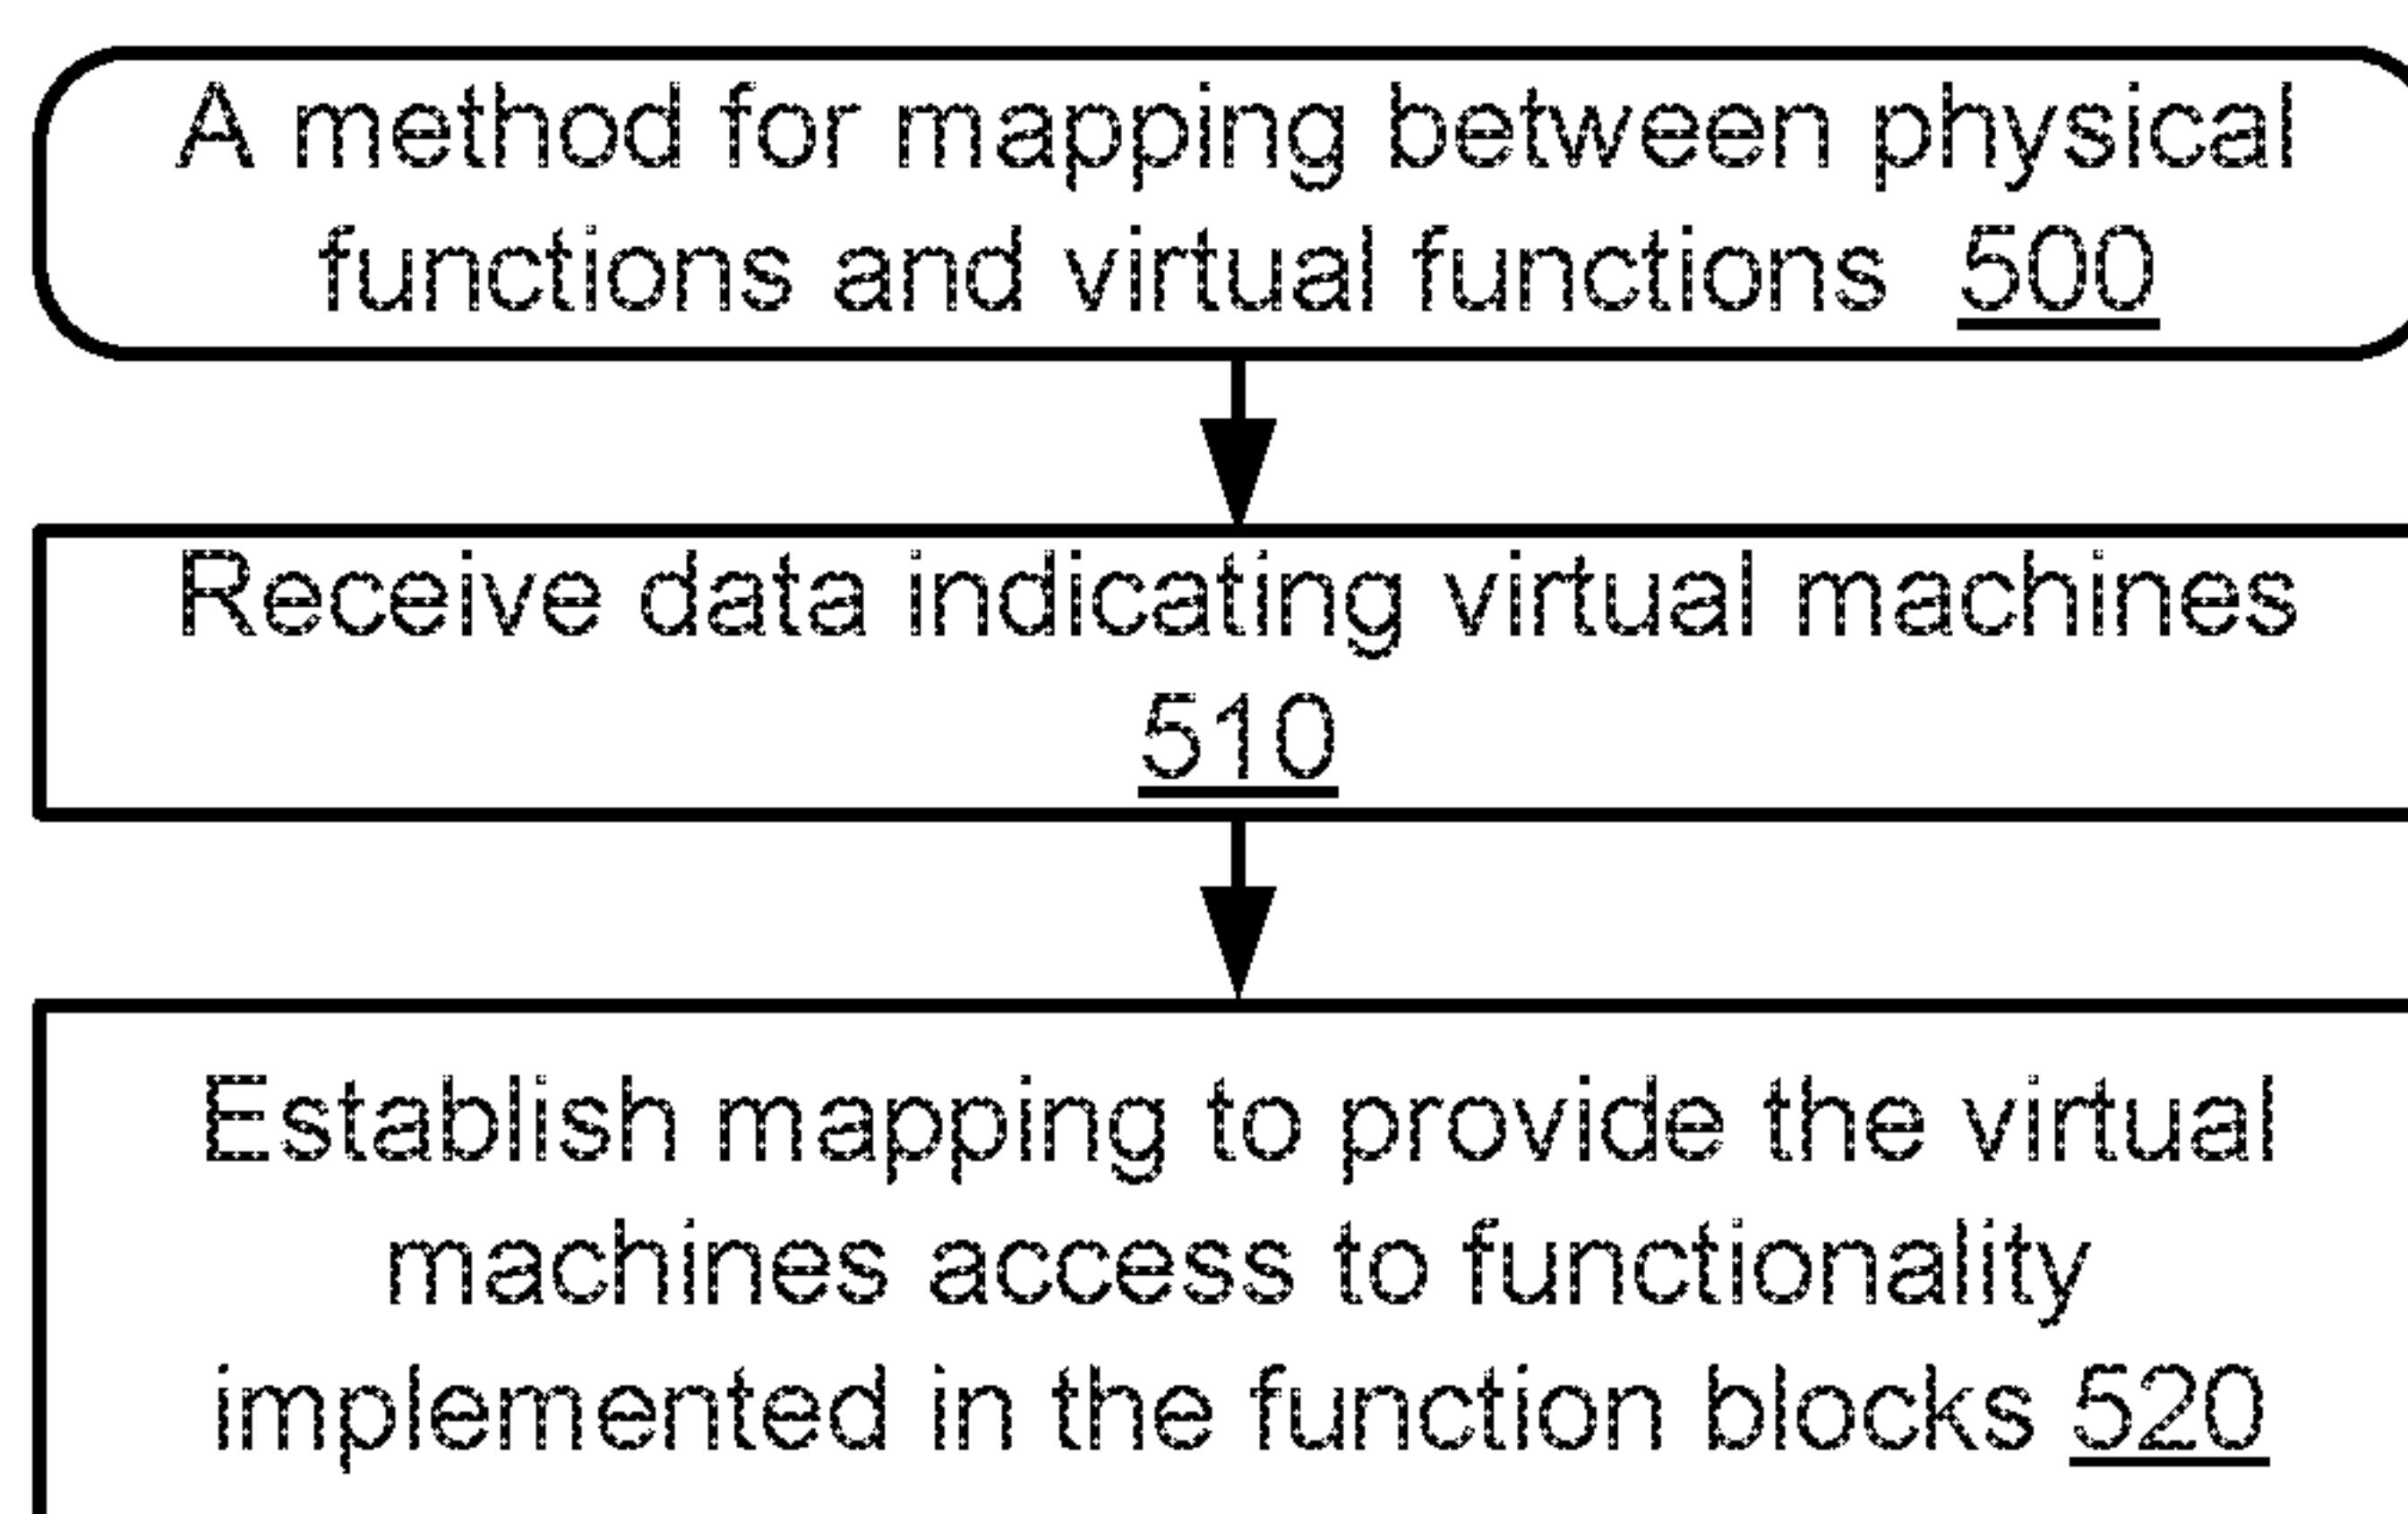 A method for mapping between physical
functions and virtual functions 500
Receive data indicating virtual machines
510
Establish mapping to provide the virtual
machines access to functionality
implemented in the function blocks 520